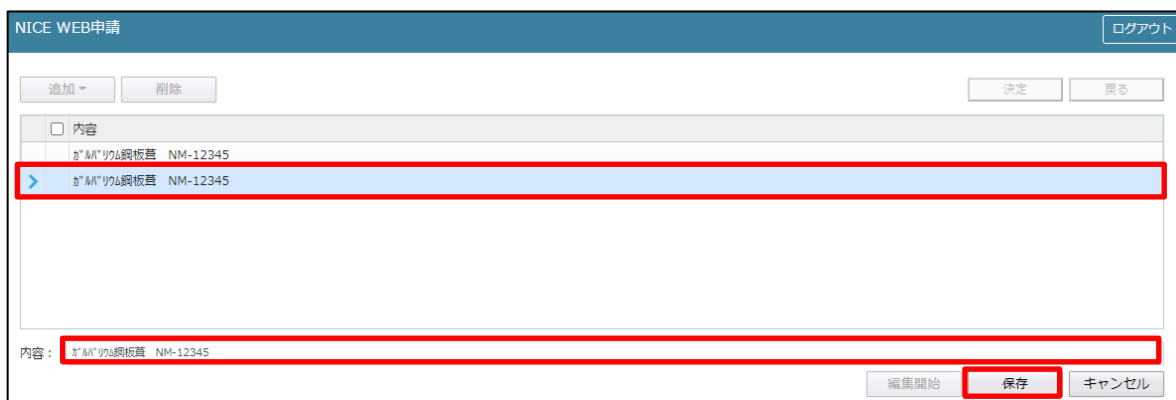 NICE WEB申請 ログアウト
追加 削除 決定 戻る
内容
ｶﾞﾙﾊﾞﾘｳﾑ鋼板葺　NM-12345
ｶﾞﾙﾊﾞﾘｳﾑ鋼板葺　NM-12345
内容： ｶﾞﾙﾊﾞﾘｳﾑ鋼板葺　NM-12345
編集開始 保存 キャンセル